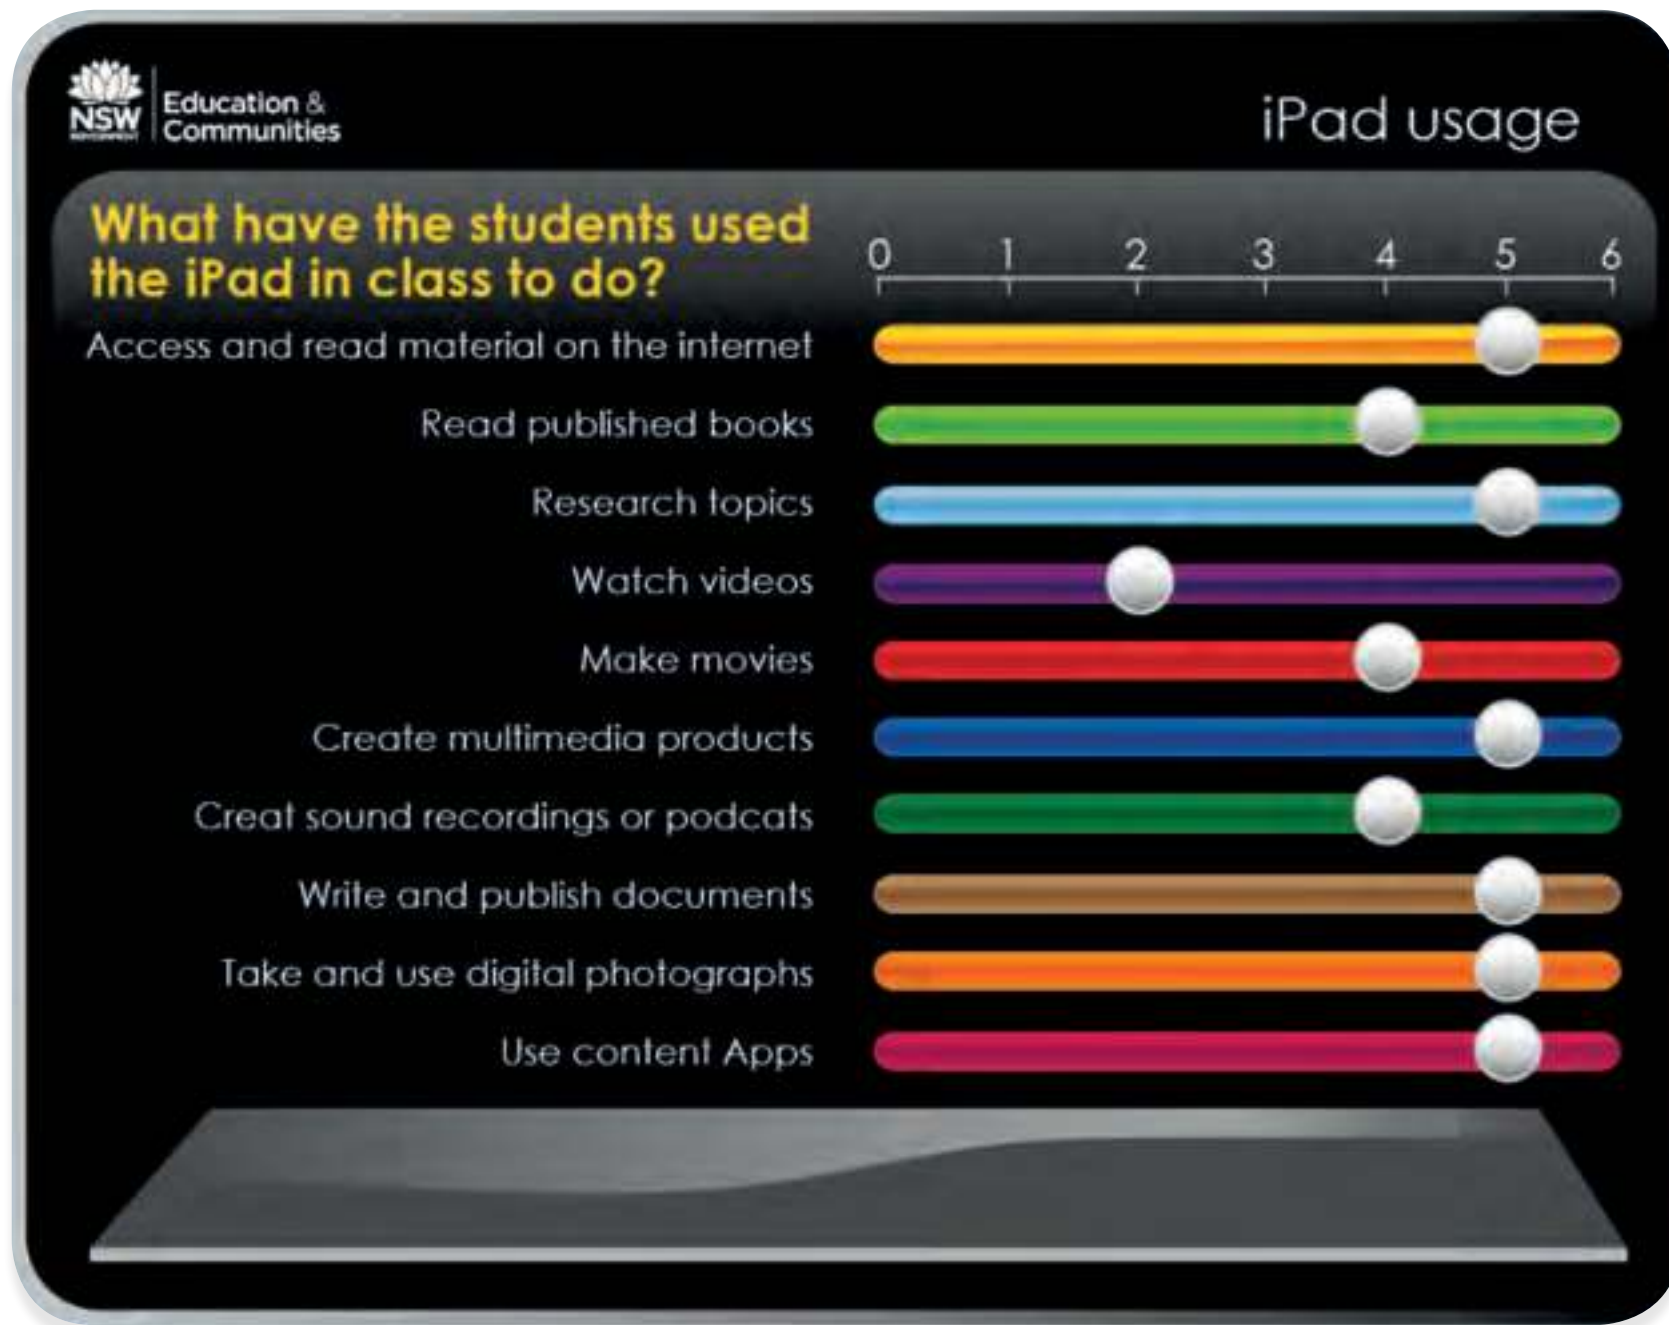 NSW
GOVERNMENT
Education &
Communities
iPad usage
What have the students used
the iPad in class to do?
0 1 2 3 4 5 6
Access and read material on the internet
Read published books
Research topics
Watch videos
Make movies
Create multimedia products
Creat sound recordings or podcats
Write and publish documents
Take and use digital photographs
Use content Apps